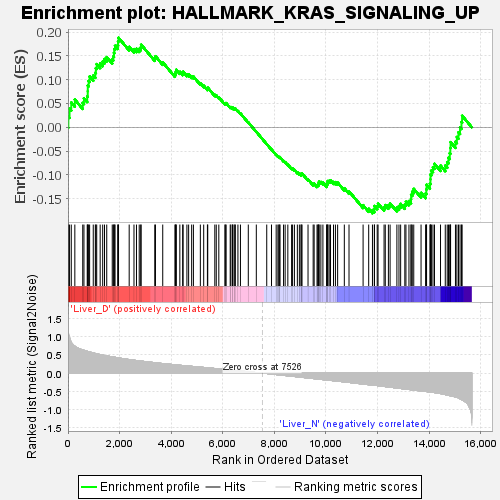 Enrichment plot: HALLMARK_KRAS_SIGNALING_UP
Enrichment score (ES)
0.20
0.15
0.10
0.05
0.00
-0.05
-0.10
-0.15
'Liver_D' (positively correlated)
Ranked list metric (Signal2Noise)
1.5
1.0
0.5
0.0
-0.5
-1.0
-1.5
Zero cross at 7526
'Liver_N' (negatively correlated)
0
2,000
4,000
6,000
8,000
10,000
12,000
14,000
16,000
Rank in Ordered Dataset
Enrichment profile
Hits
Ranking metric scores